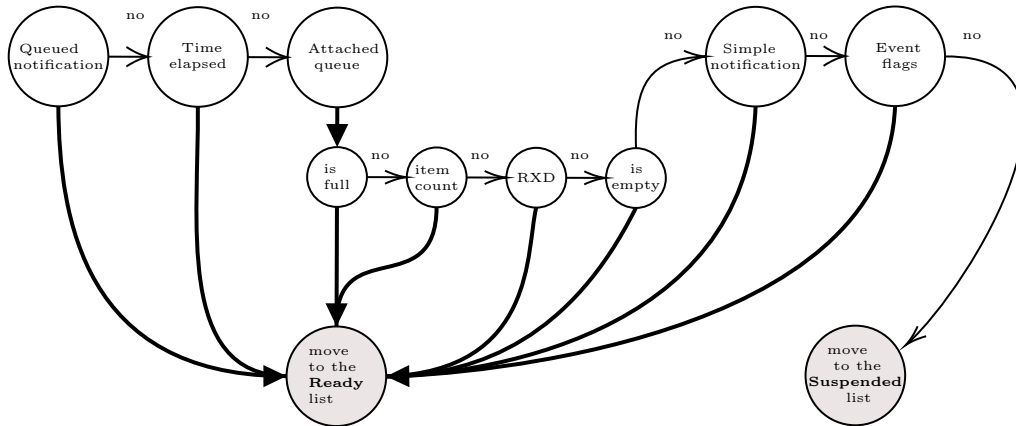 no
no
no
no
no
Queued
notification
Time
elapsed
Attached
queue
Simple
notification
Event
flags
no
no
no
is
full
item
count
RXD
is
empty
move
to the
Ready
list
move
to the
Suspended
list